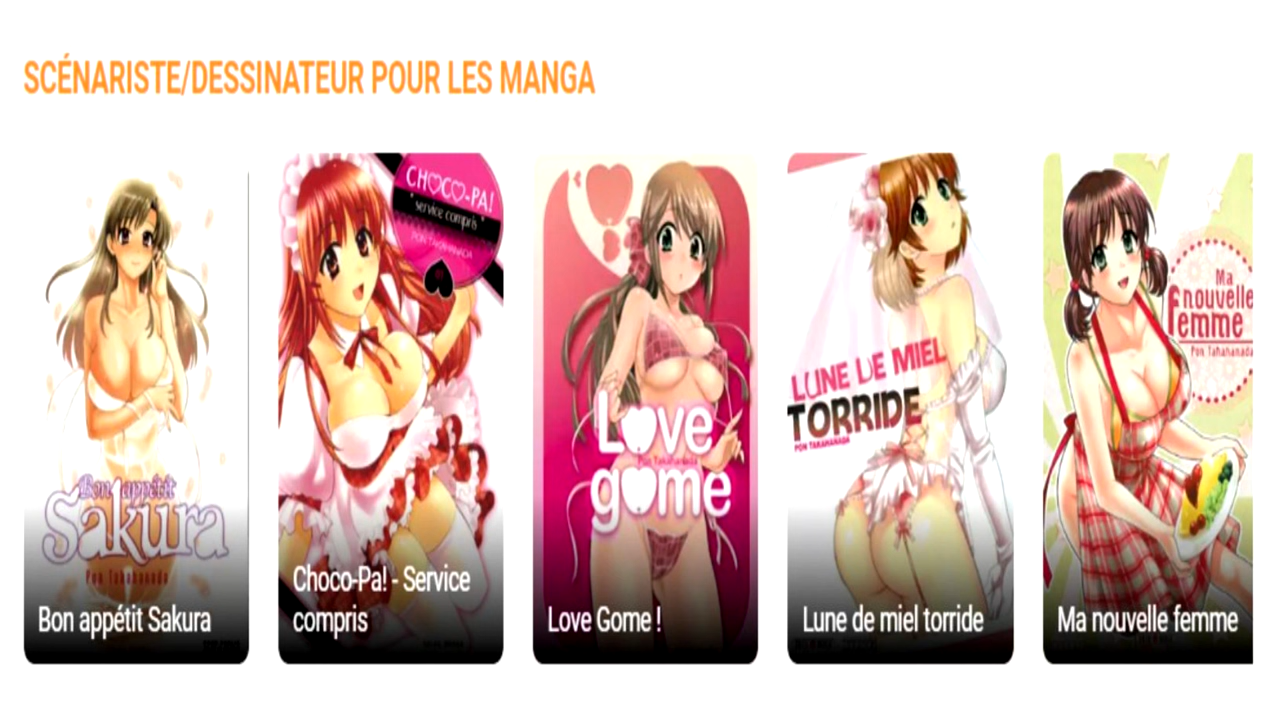 SCÉNARISTE/DESSINATEUR POUR LES MANGA
Bon appétit
Sakura
Pon Takahanada
Bon appétit Sakura
CHOCO-PA!
service compris
PON TAKAHANADA
Choco-Pa! - Service
compris
Love
Pon Takahanada
gome
Love Gome !
LUNE DE MIEL
TORRIDE
PON TAKAHANADA
Lune de miel torride
Ma
nouvelle
femme
Pon Takahanada
Ma nouvelle femme